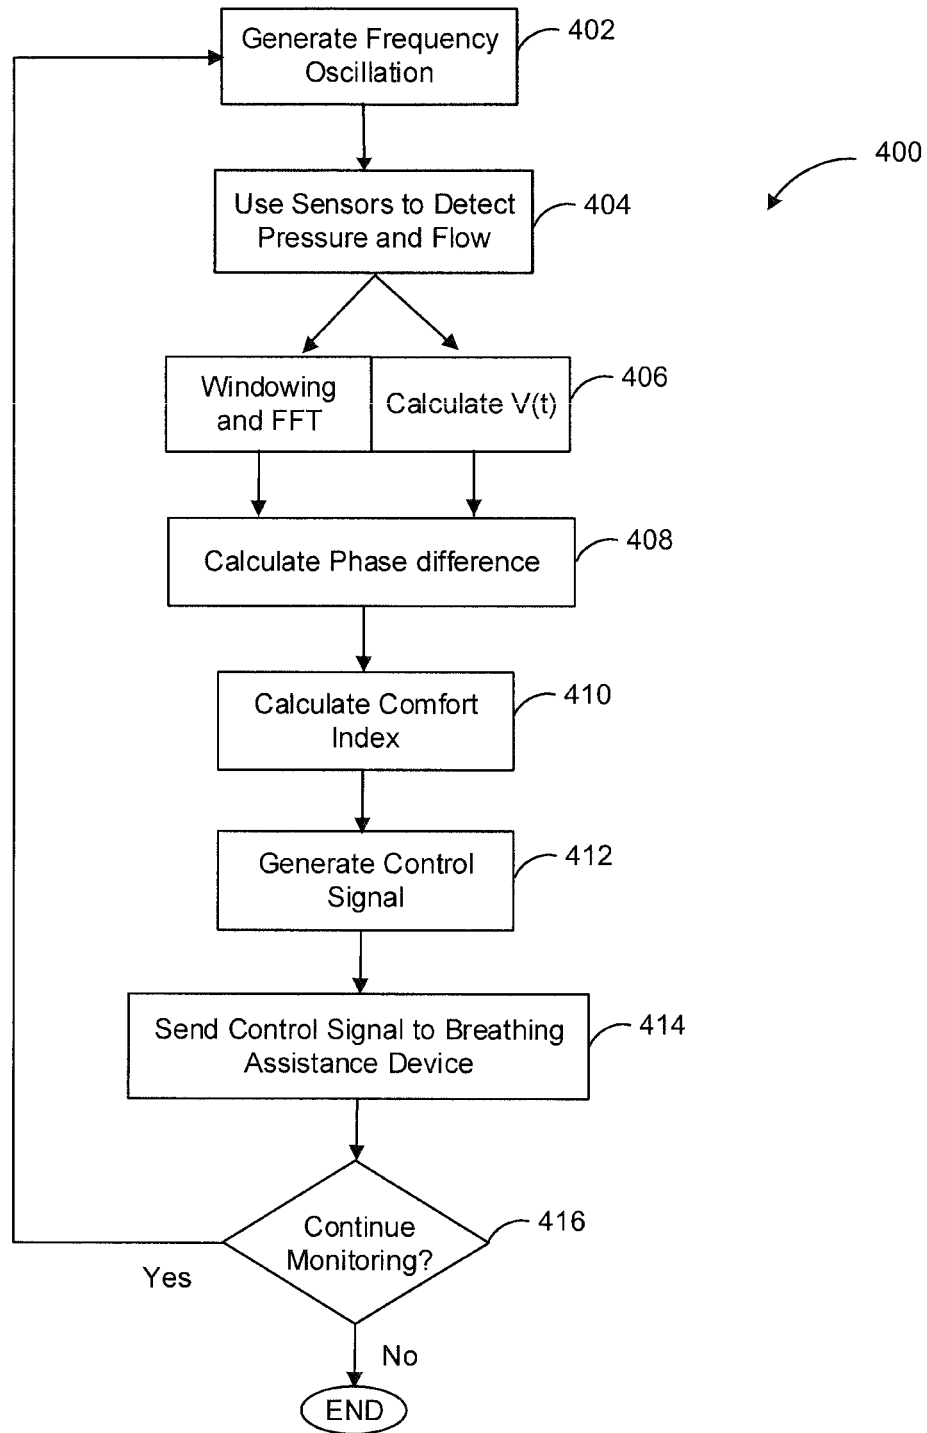 Generate Frequency
Oscillation
402
400
Use Sensors to Detect
Pressure and Flow
404
Windowing
and FFT
Calculate V(t)
406
Calculate Phase difference
408
Calculate Comfort
Index
410
Generate Control
Signal
412
Send Control Signal to Breathing
Assistance Device
414
Continue
Monitoring?
416
Yes
No
END